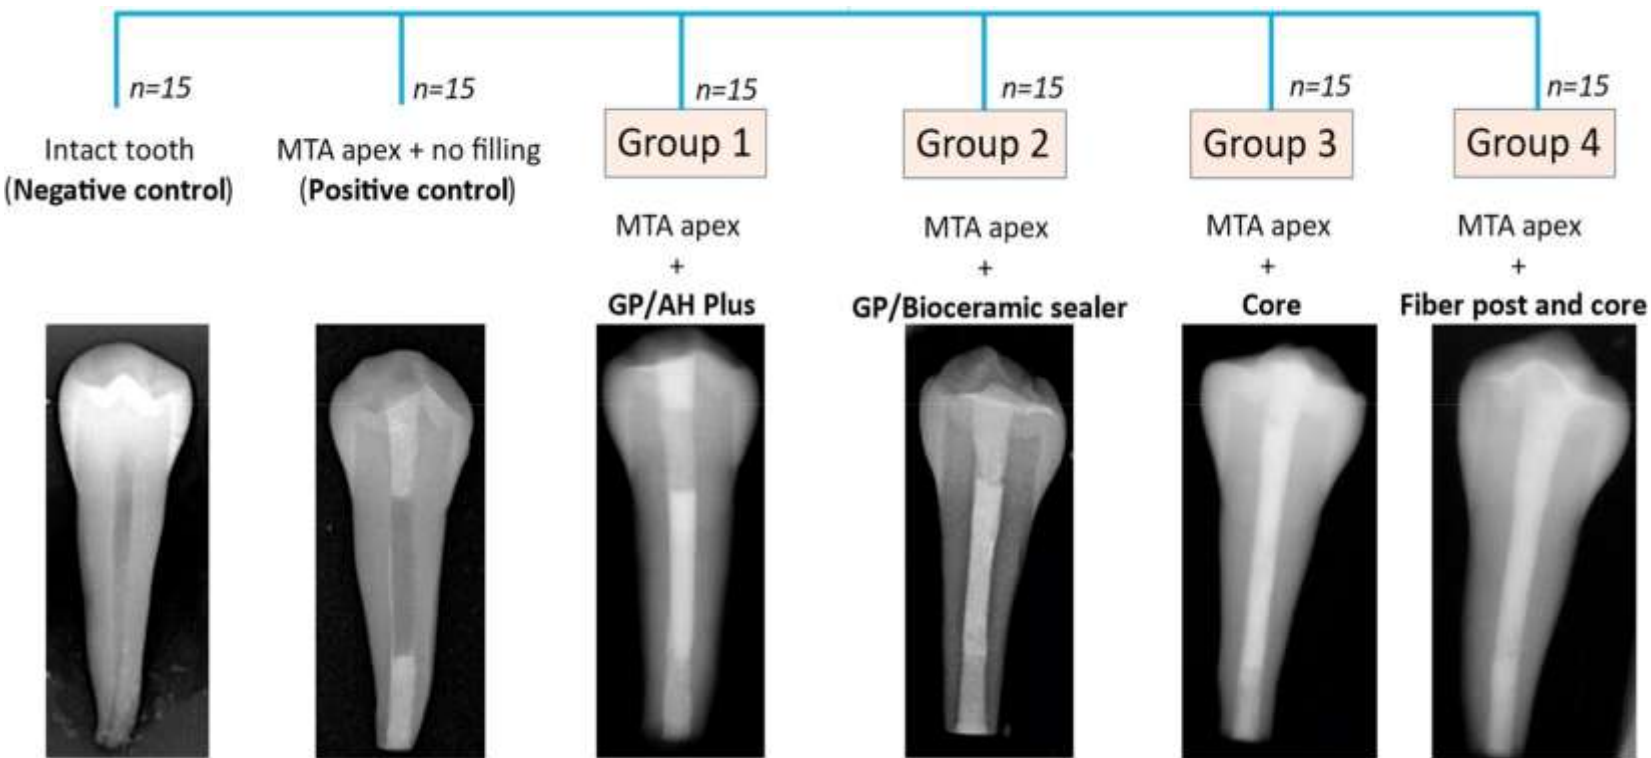 n=15
Intact tooth
(Negative control)
n=15
MTA apex + no filling
(Positive control)
n=15
Group 1
MTA apex
+
GP/AH Plus
n=15
Group 2
MTA apex
+
GP/Bioceramic sealer
n=15
Group 3
MTA apex
+
Core
n=15
Group 4
MTA apex
+
Fiber post and core